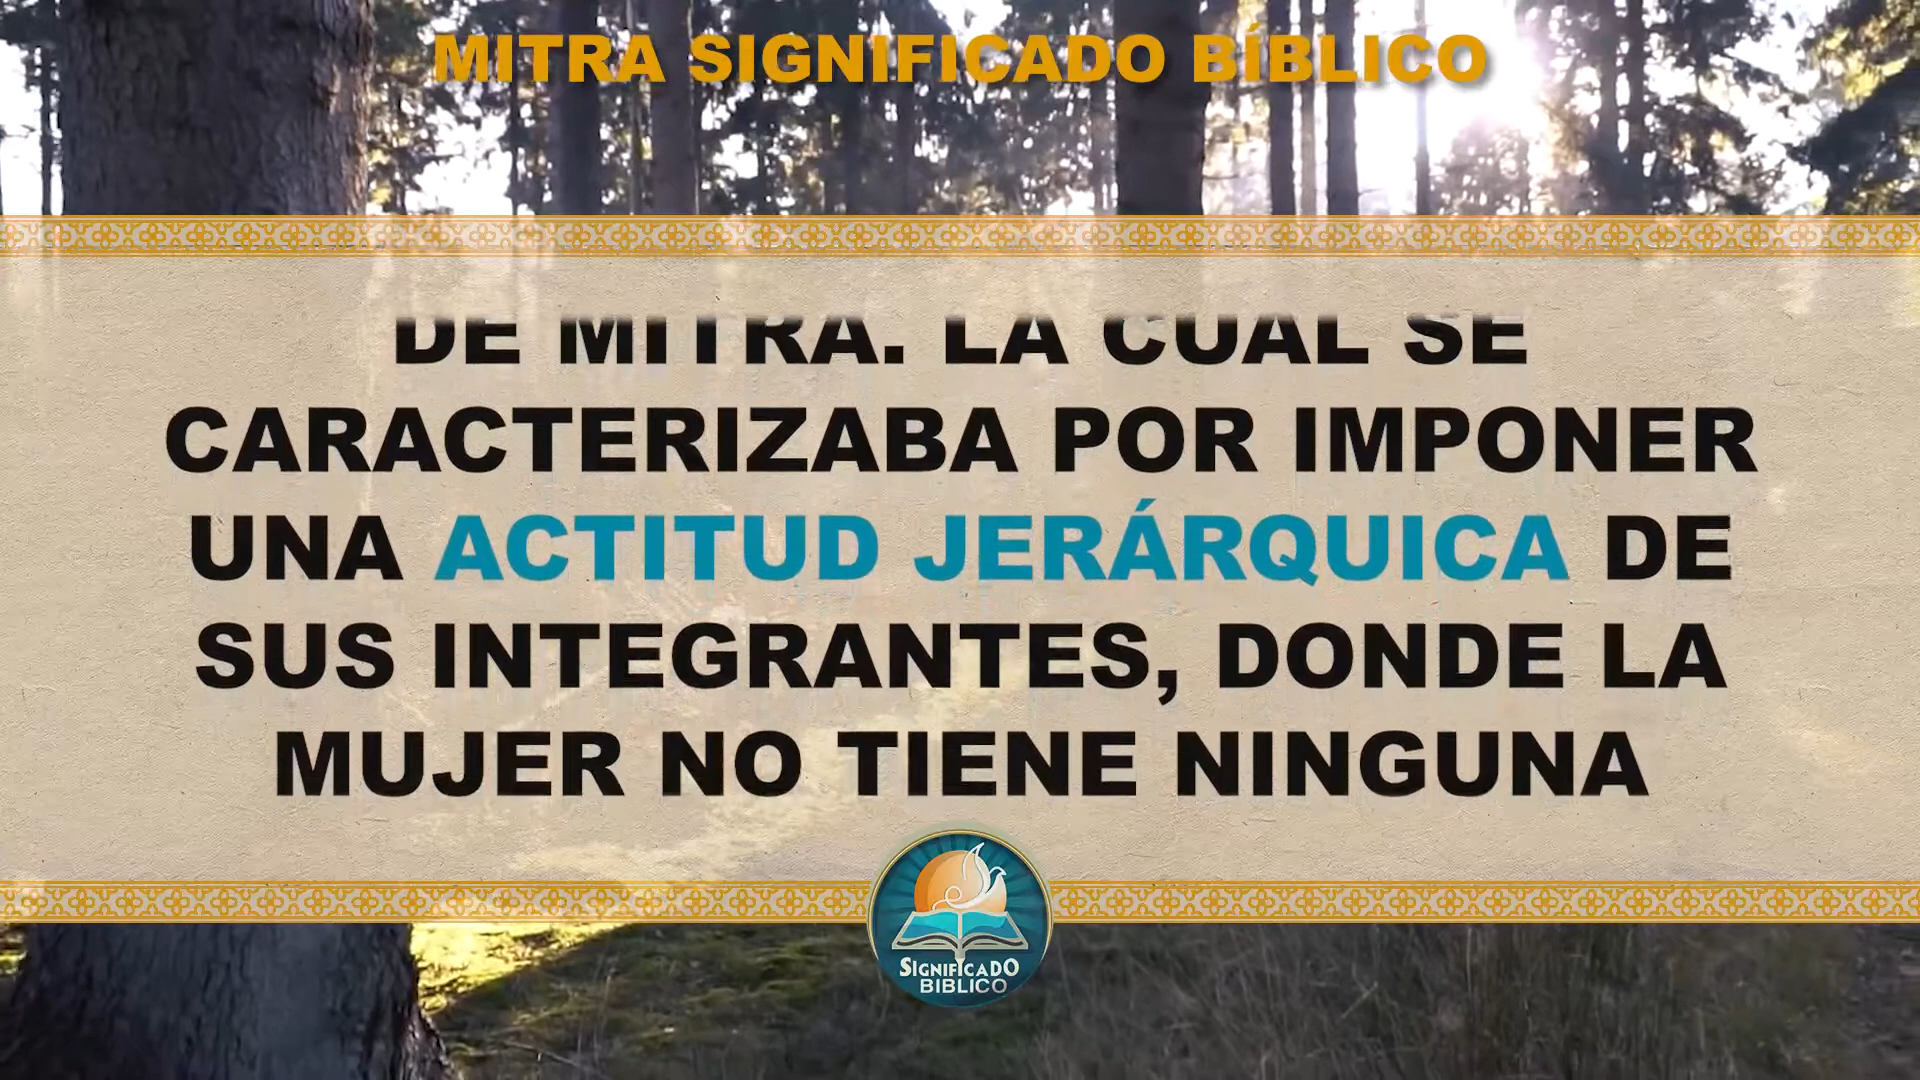 MITRA SIGNIFICADO BÍBLICO
DE MITRA. LA CUAL SE
CARACTERIZABA POR IMPONER
UNA ACTITUD JERÁRQUICA DE
SUS INTEGRANTES, DONDE LA
MUJER NO TIENE NINGUNA
SIGNIFICADO
BIBLICO